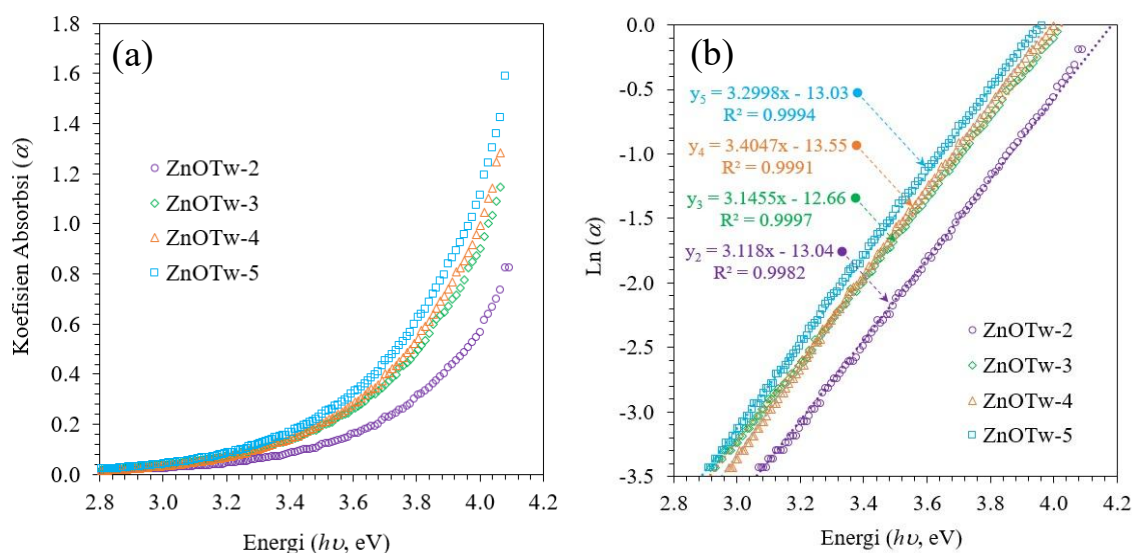 (a)
1.8
1.6
1.4
1.2
1.0
0.8
0.6
0.4
0.2
0.0
Koefisien Absorbsi (α)
ZnOTw-2
ZnOTw-3
ZnOTw-4
ZnOTw-5
2.8 3.0 3.2 3.4 3.6 3.8 4.0 4.2
Energi (hυ, eV)
(b)
0.0
-0.5
-1.0
-1.5
-2.0
-2.5
-3.0
-3.5
Ln (α)
y₅ = 3.2998x - 13.03
R² = 0.9994
y₄ = 3.4047x - 13.55
R² = 0.9991
y₃ = 3.1455x - 12.66
R² = 0.9997
y₂ = 3.118x - 13.04
R² = 0.9982
ZnOTw-2
ZnOTw-3
ZnOTw-4
ZnOTw-5
2.8 3.0 3.2 3.4 3.6 3.8 4.0 4.2
Energi (hυ, eV)